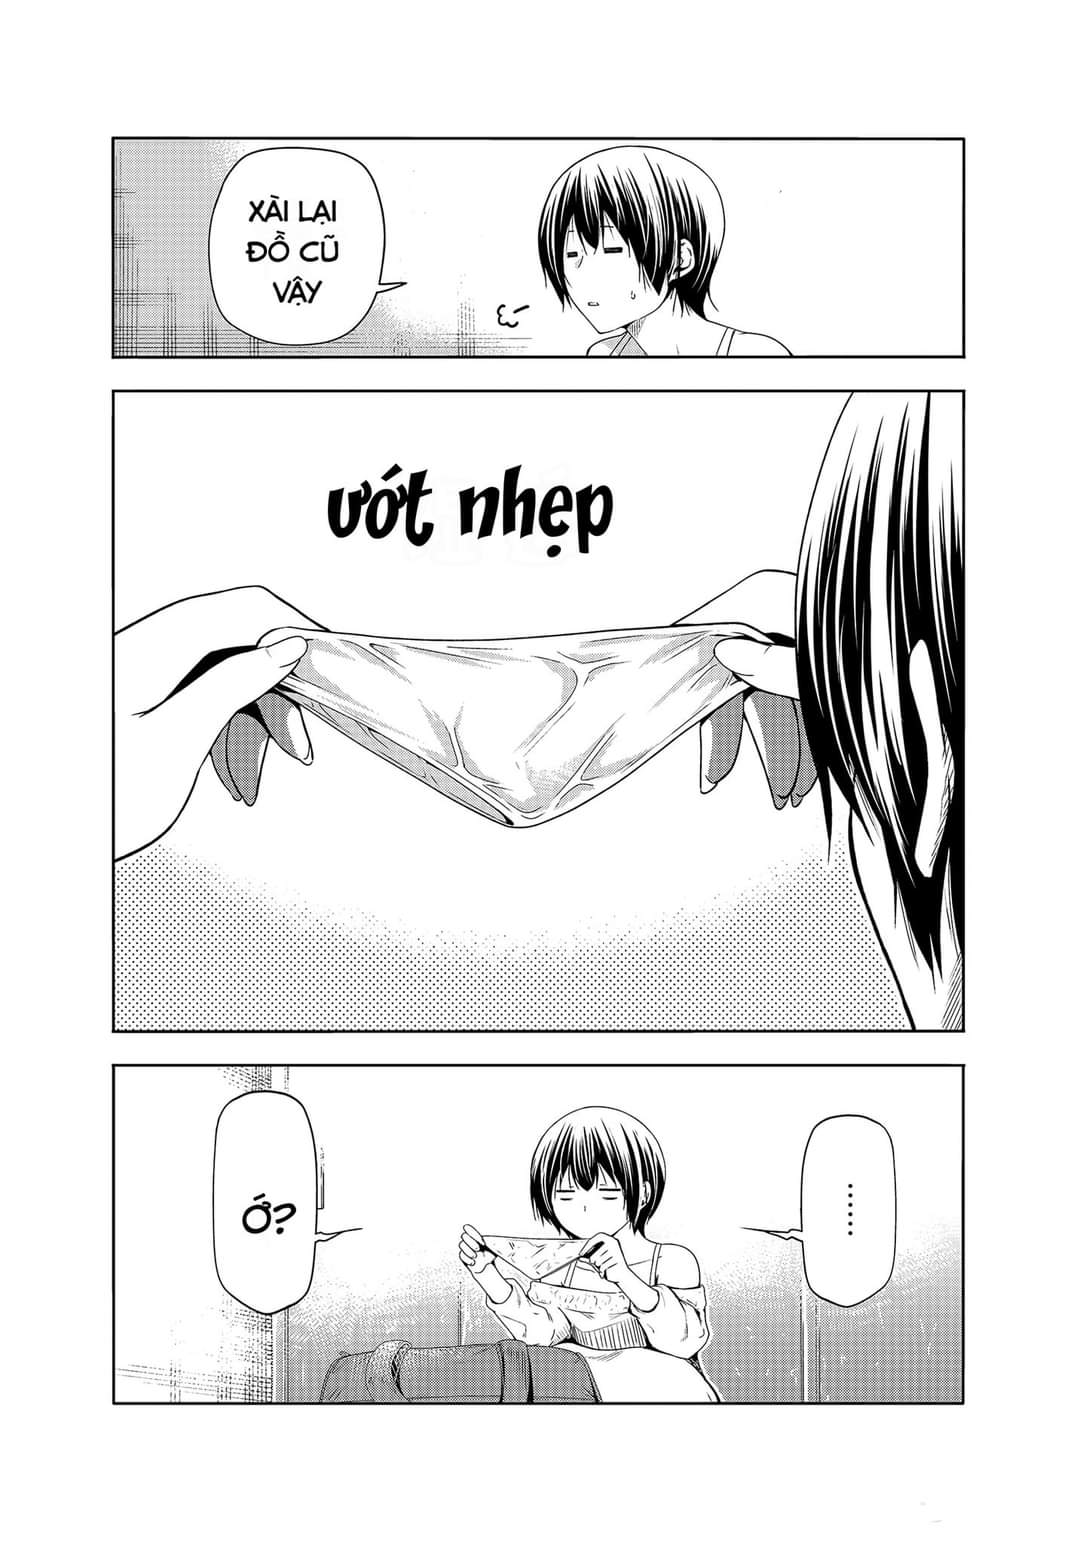 XÀI LẠI
ĐỒ CŨ
VẬY
ướt nhẹp
........
Ớ?